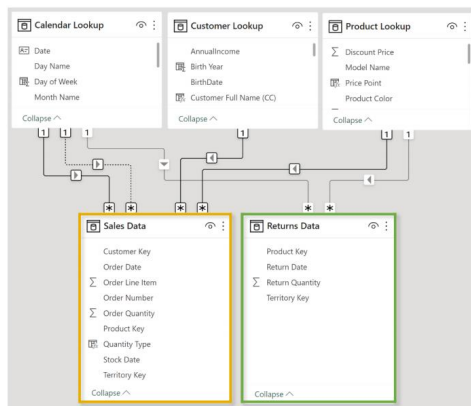 Calendar Lookup
Date
Day Name
Day of Week
Month Name
Collapse
Customer Lookup
AnnualIncome
Birth Year
BirthDate
Customer Full Name (CC)
Collapse
Product Lookup
Discount Price
Model Name
Price Point
Product Color
Collapse
1 1 1 1 1 1
* * * * * *
Sales Data
Customer Key
Order Date
Σ Order Line Item
Order Number
Σ Order Quantity
Product Key
Quantity Type
Stock Date
Territory Key
Collapse
Returns Data
Product Key
Return Date
Σ Return Quantity
Territory Key
Collapse